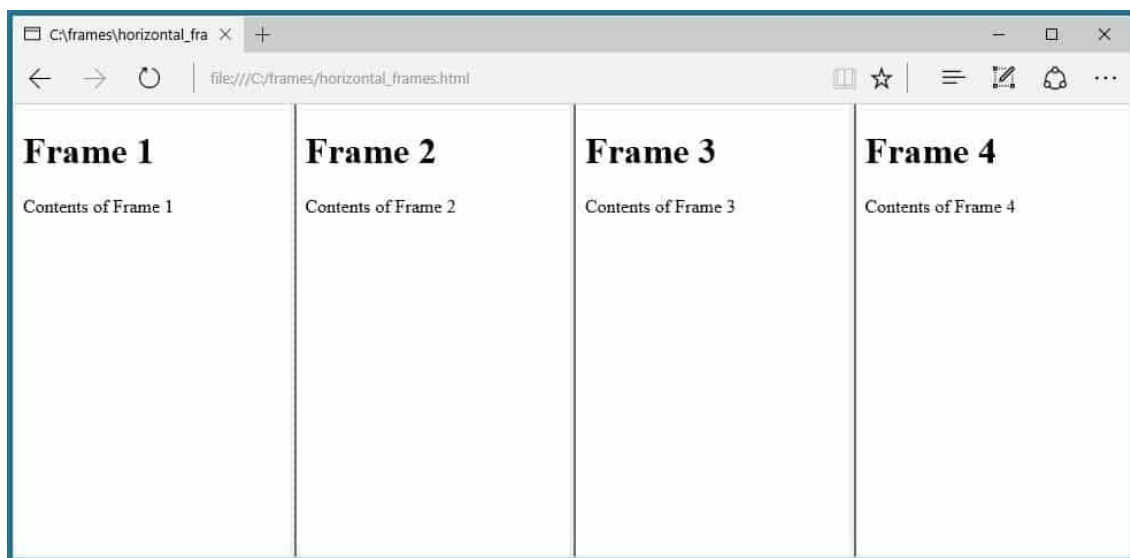 C:\frames\horizontal_fra
file:///C:/frames/horizontal_frames.html
Frame 1
Contents of Frame 1
Frame 2
Contents of Frame 2
Frame 3
Contents of Frame 3
Frame 4
Contents of Frame 4